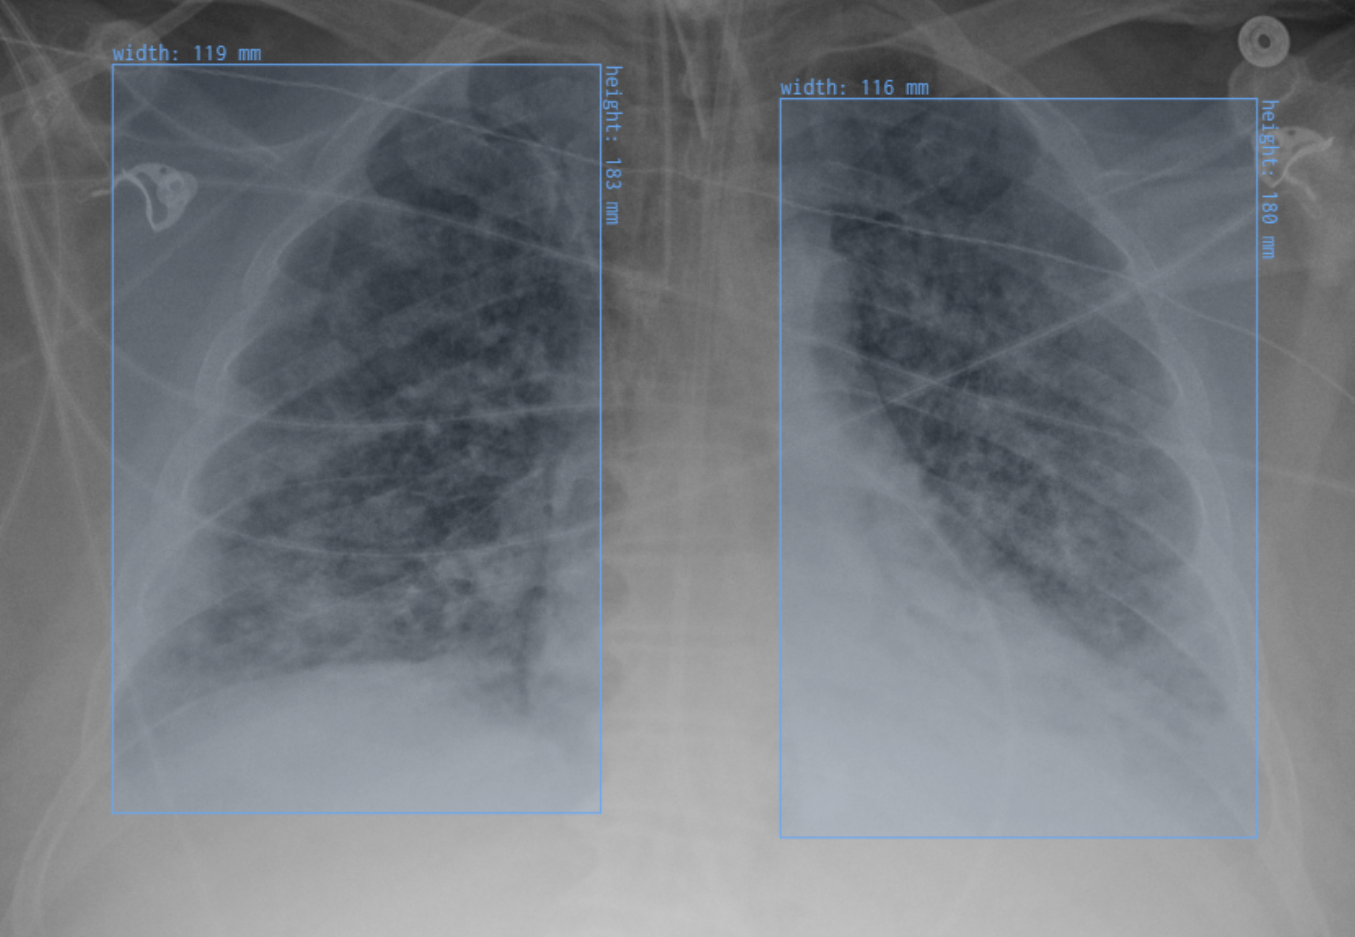 width: 119 mm
height: 183 mm
width: 116 mm
height: 180 mm